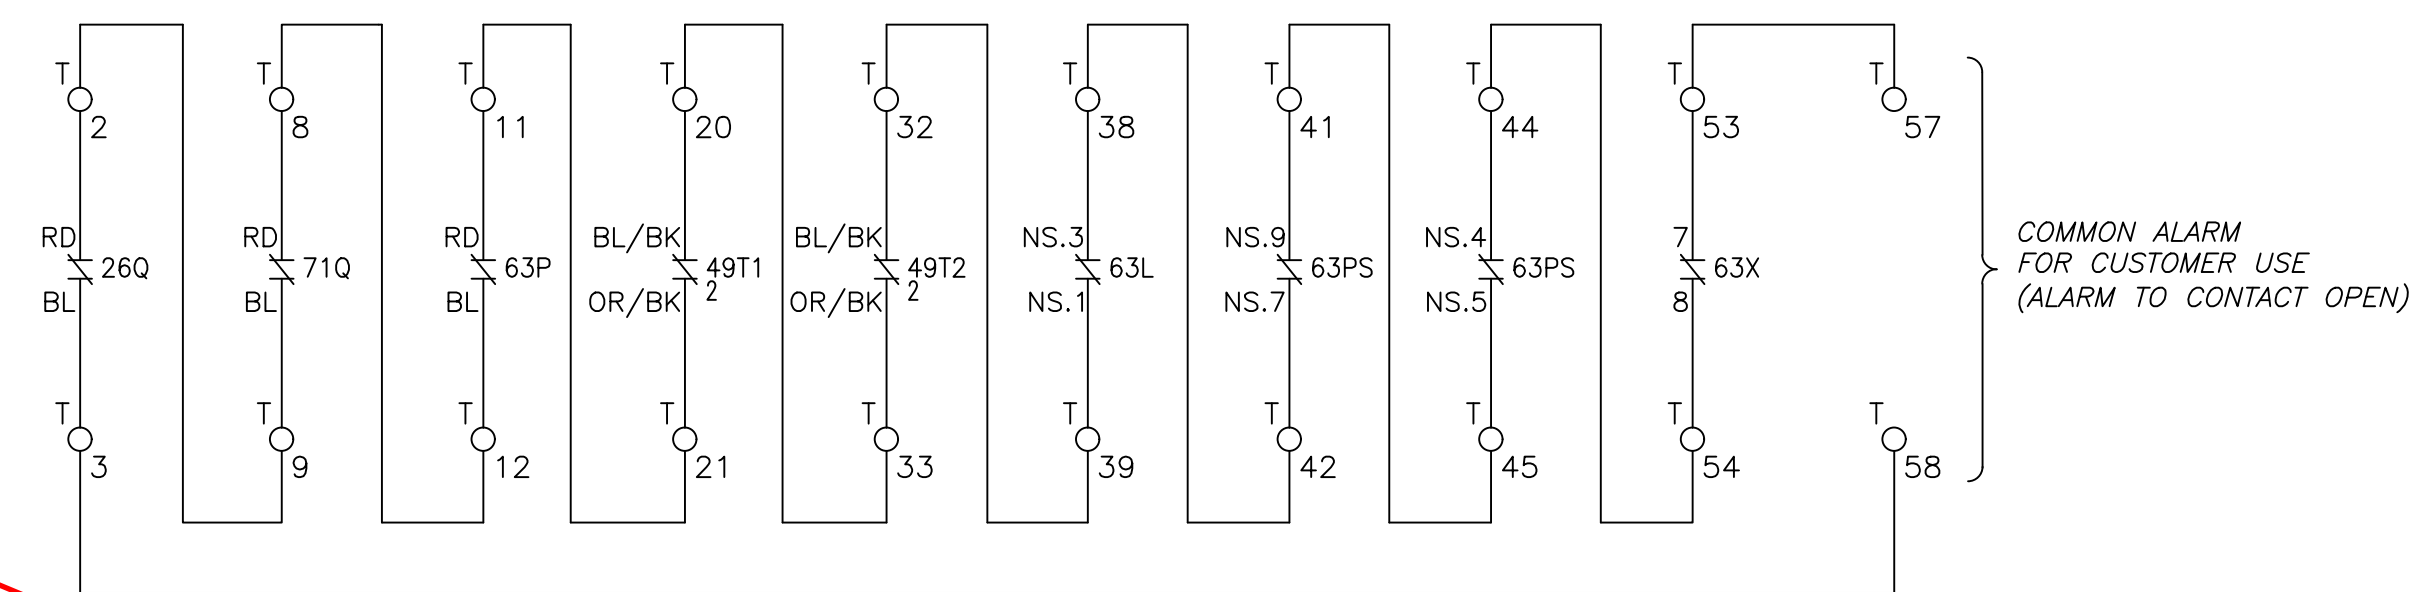 T T T T T T T T T T
2 8 11 20 32 38 41 44 53 57
RD RD RD BL/BK BL/BK NS.3 NS.9 NS.4 7
26Q 71Q 63P 49T1 49T2 63L 63PS 63PS 63X
2 2
BL BL BL OR/BK OR/BK NS.1 NS.7 NS.5 8
T T T T T T T T T T
3 9 12 21 33 39 42 45 54 58
COMMON ALARM
FOR CUSTOMER USE
(ALARM TO CONTACT OPEN)